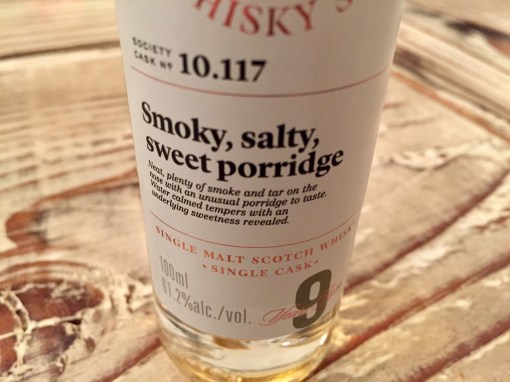 WHISKY S
SOCIETY
CASK Nº 10.117
Smoky, salty,
sweet porridge
Neat, plenty of smoke and tar on the
nose with an unusual porridge to taste.
Water calmed tempers with an
underlying sweetness revealed.
SINGLE MALT SCOTCH WHISK
• SINGLE CASK •
100ml
61.2%alc./vol.
9